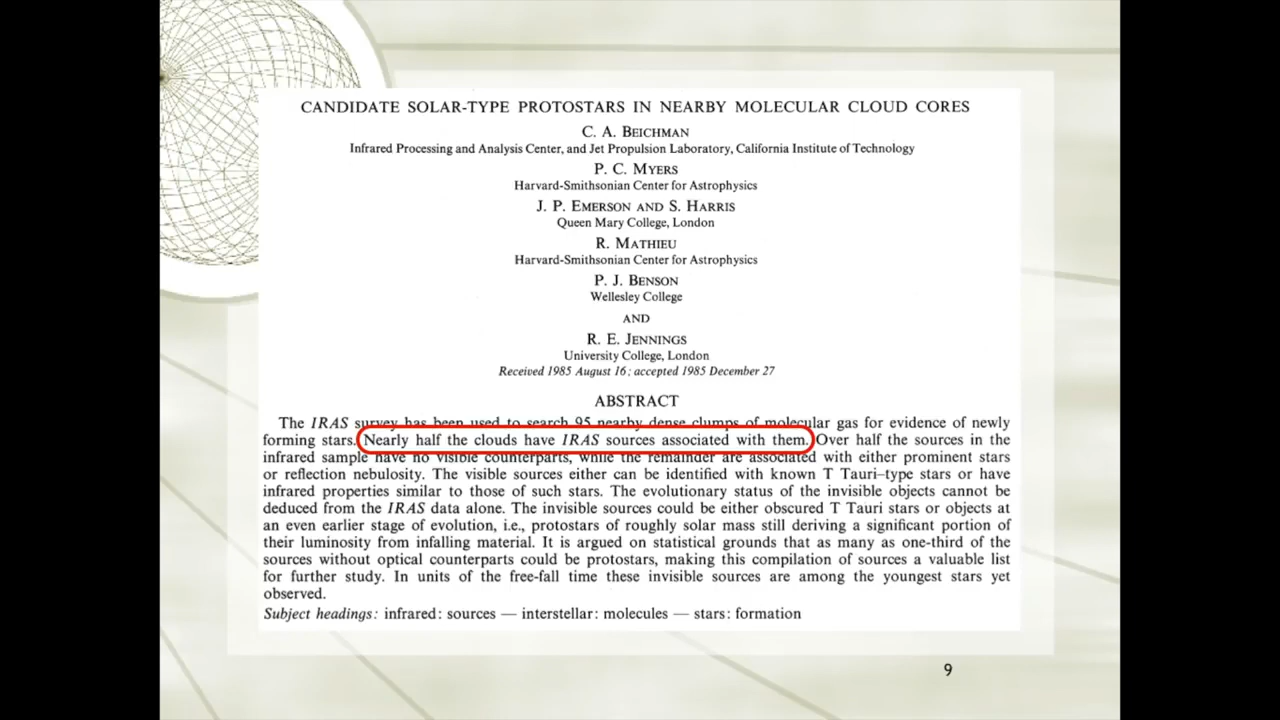 CANDIDATE SOLAR-TYPE PROTOSTARS IN NEARBY MOLECULAR CLOUD CORES
C. A. BEICHMAN
Infrared Processing and Analysis Center, and Jet Propulsion Laboratory, California Institute of Technology
P. C. MYERS
Harvard-Smithsonian Center for Astrophysics
J. P. EMERSON AND S. HARRIS
Queen Mary College, London
R. MATHIEU
Harvard-Smithsonian Center for Astrophysics
P. J. BENSON
Wellesley College
AND
R. E. JENNINGS
University College, London
Received 1985 August 16; accepted 1985 December 27
ABSTRACT
The IRAS survey has been used to search 95 nearby dense clumps of molecular gas for evidence of newly
forming stars. Nearly half the clouds have IRAS sources associated with them. Over half the sources in the
infrared sample have no visible counterparts, while the remainder are associated with either prominent stars
or reflection nebulosity. The visible sources either can be identified with known T Tauri–type stars or have
infrared properties similar to those of such stars. The evolutionary status of the invisible objects cannot be
deduced from the IRAS data alone. The invisible sources could be either obscured T Tauri stars or objects at
an even earlier stage of evolution, i.e., protostars of roughly solar mass still deriving a significant portion of
their luminosity from infalling material. It is argued on statistical grounds that as many as one-third of the
sources without optical counterparts could be protostars, making this compilation of sources a valuable list
for further study. In units of the free-fall time these invisible sources are among the youngest stars yet
observed.
Subject headings: infrared: sources — interstellar: molecules — stars: formation
9